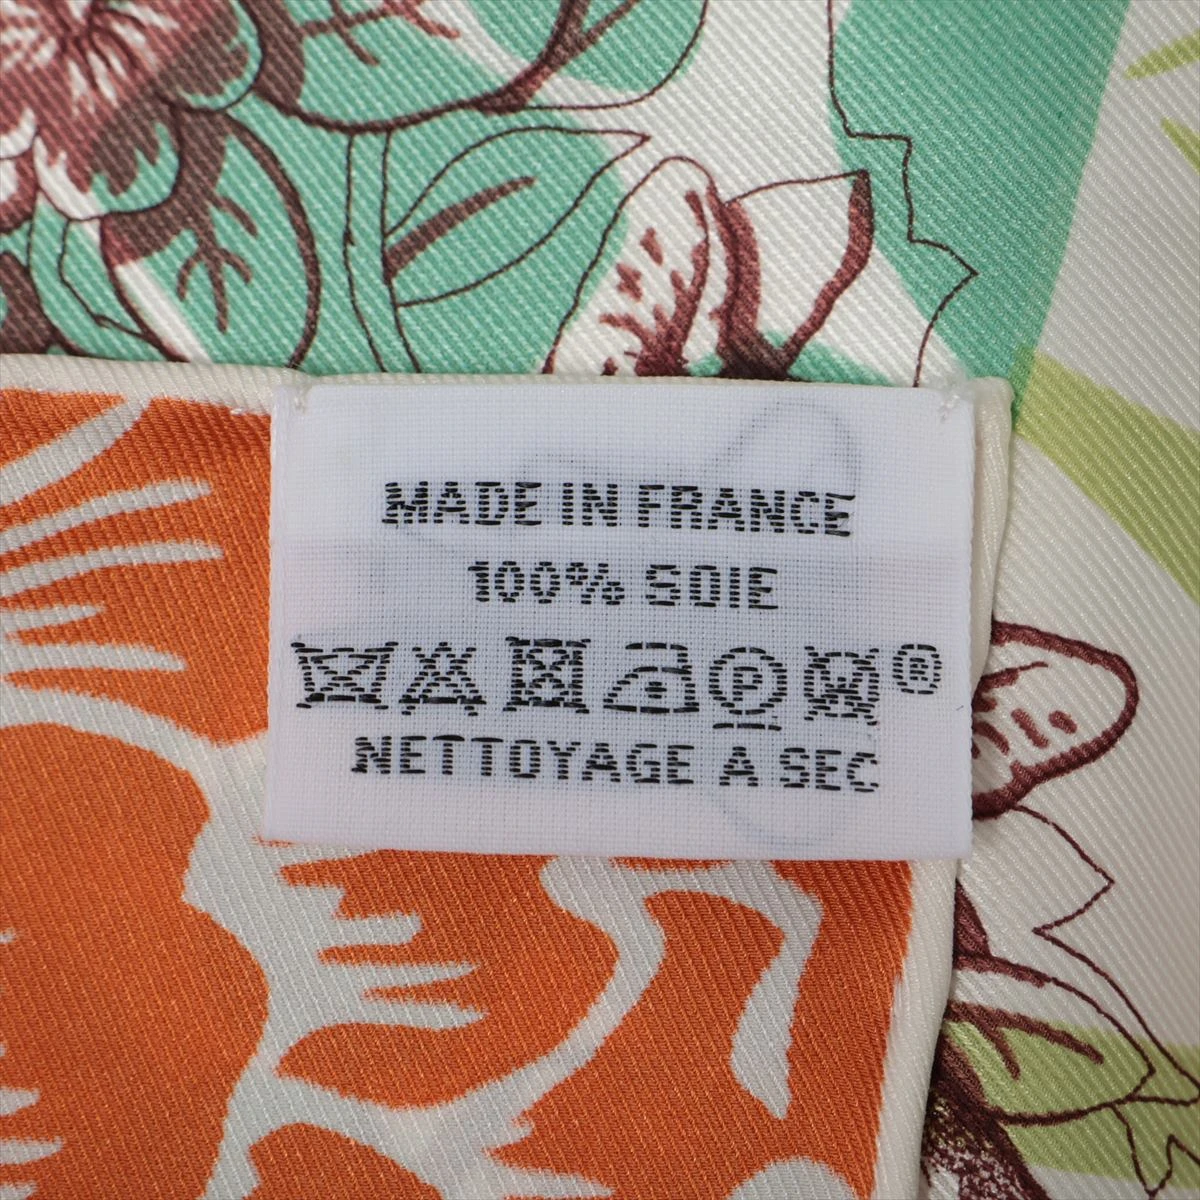 MADE IN FRANCE
100% SOIE
P ®
NETTOYAGE A SEC